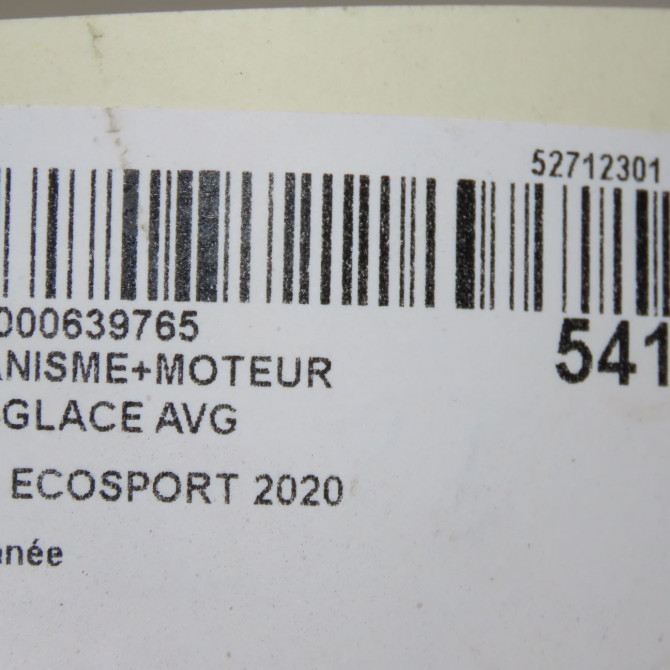 52712301
000639765
541
ANISME+MOTEUR
GLACE AVG
ECOSPORT 2020
née